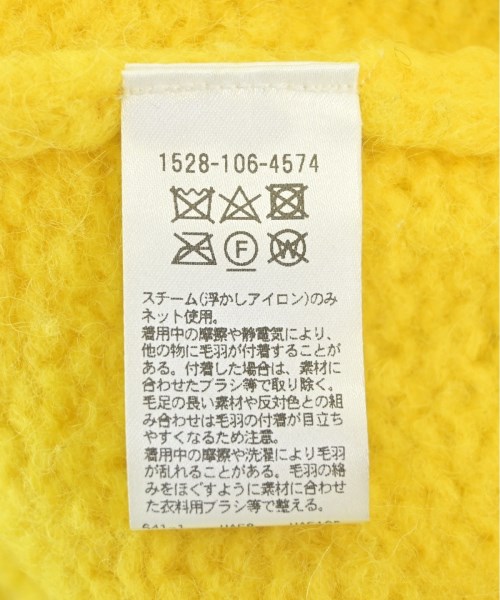 1528-106-4574
F
W
スチーム(浮かしアイロン)のみ
ネット使用。
着用中の摩擦や静電気により、
他の物に毛羽が付着することが
ある。付着した場合は、素材に
合わせたブラシ等で取り除く。
毛足の長い素材や反対色との組
み合わせは毛羽の付着が目立ち
やすくなるため注意。
着用中の摩擦や洗濯により毛羽
が乱れることがある。毛羽の絡
みをほぐすように素材に合わせ
た衣料用ブラシ等で整える。